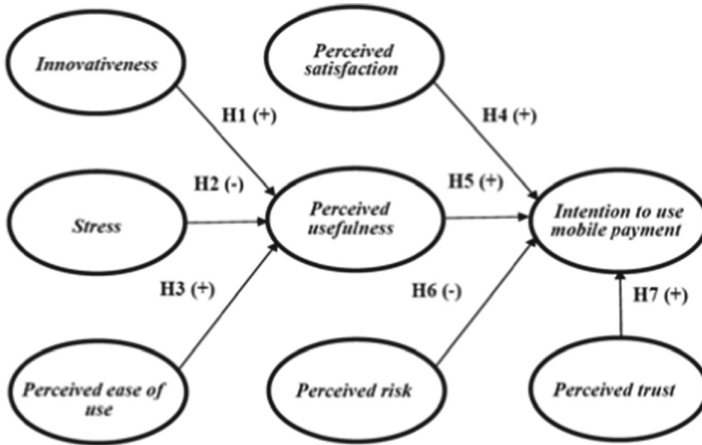 Innovativeness
Perceived
satisfaction
H1 (+)
H4 (+)
H2 (-)
H5 (+)
Stress
Perceived
usefulness
Intention to use
mobile payment
H3 (+)
H6 (-)
H7 (+)
Perceived ease of
use
Perceived risk
Perceived trust